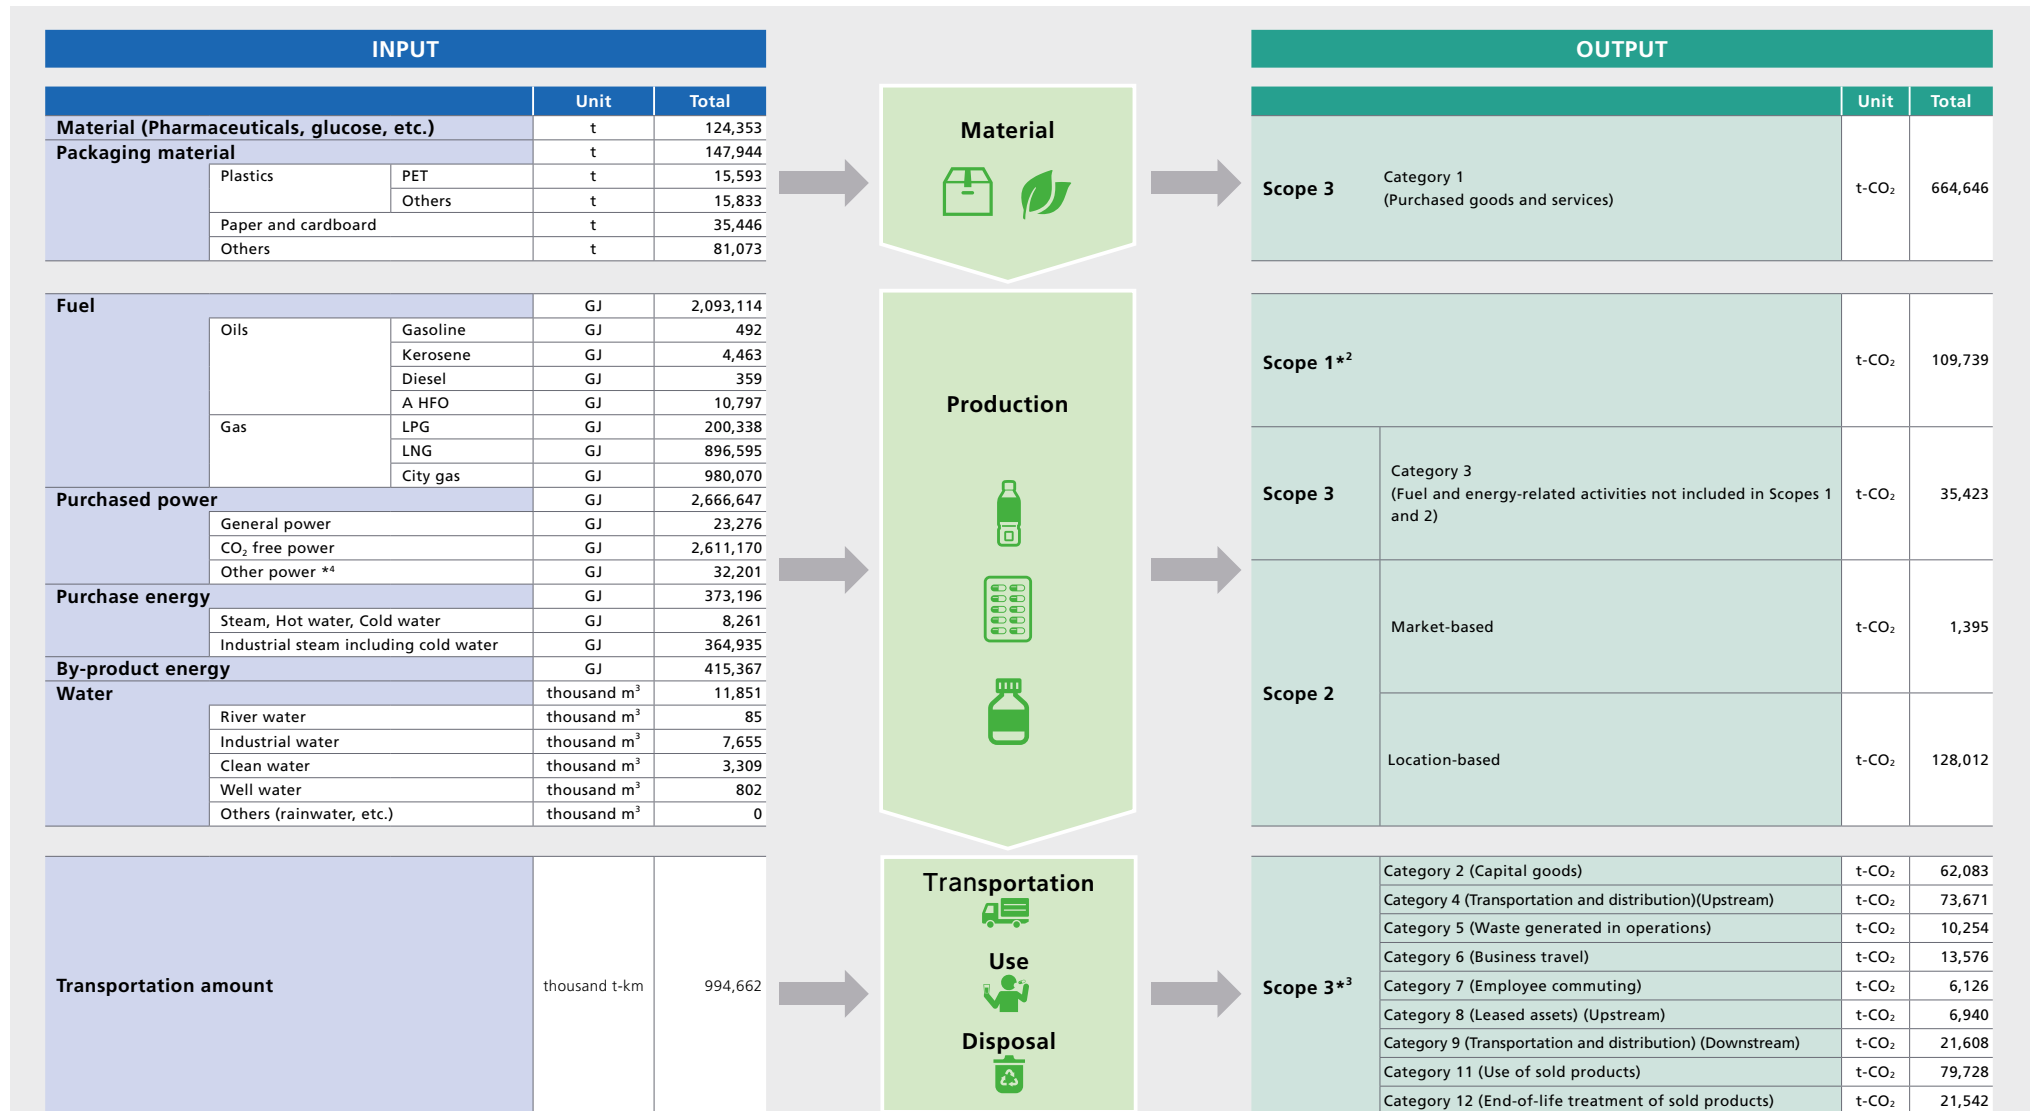 INPUT
Unit Total
Material (Pharmaceuticals, glucose, etc.) t 124,353
Packaging material t 147,944
Plastics PET t 15,593
Others t 15,833
Paper and cardboard t 35,446
Others t 81,073
Fuel GJ 2,093,114
Oils Gasoline GJ 492
Kerosene GJ 4,463
Diesel GJ 359
A HFO GJ 10,797
Gas LPG GJ 200,338
LNG GJ 896,595
City gas GJ 980,070
Purchased power GJ 2,666,647
General power GJ 23,276
CO₂ free power GJ 2,611,170
Other power *⁴ GJ 32,201
Purchase energy GJ 373,196
Steam, Hot water, Cold water GJ 8,261
Industrial steam including cold water GJ 364,935
By-product energy GJ 415,367
Water thousand m³ 11,851
River water thousand m³ 85
Industrial water thousand m³ 7,655
Clean water thousand m³ 3,309
Well water thousand m³ 802
Others (rainwater, etc.) thousand m³ 0
Transportation amount thousand t-km 994,662
Material
Production
Transportation
Use
Disposal
OUTPUT
Unit Total
Scope 3 Category 1
(Purchased goods and services) t-CO₂ 664,646
Scope 1*² t-CO₂ 109,739
Scope 3 Category 3
(Fuel and energy-related activities not included in Scopes 1
and 2) t-CO₂ 35,423
Scope 2 Market-based t-CO₂ 1,395
Location-based t-CO₂ 128,012
Scope 3*³ Category 2 (Capital goods) t-CO₂ 62,083
Category 4 (Transportation and distribution)(Upstream) t-CO₂ 73,671
Category 5 (Waste generated in operations) t-CO₂ 10,254
Category 6 (Business travel) t-CO₂ 13,576
Category 7 (Employee commuting) t-CO₂ 6,126
Category 8 (Leased assets) (Upstream) t-CO₂ 6,940
Category 9 (Transportation and distribution) (Downstream) t-CO₂ 21,608
Category 11 (Use of sold products) t-CO₂ 79,728
Category 12 (End-of-life treatment of sold products) t-CO₂ 21,542